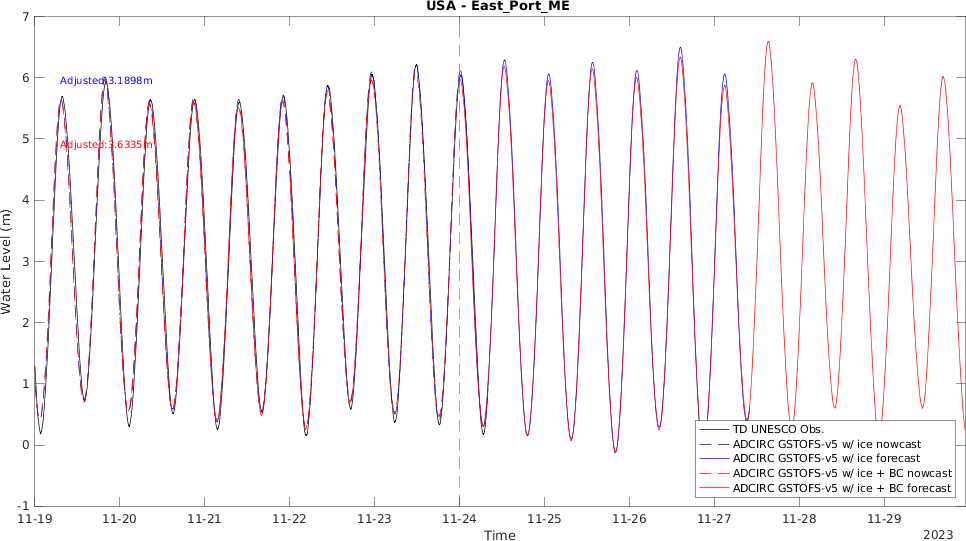 USA - East_Port_ME
7
6
5
4
3
2
1
0
-1
Water Level (m)
Adjusted:3.1898m
Adjusted:3.6335m
TD UNESCO Obs.
ADCIRC GSTOFS-v5 w/ ice nowcast
ADCIRC GSTOFS-v5 w/ ice forecast
ADCIRC GSTOFS-v5 w/ ice + BC nowcast
ADCIRC GSTOFS-v5 w/ ice + BC forecast
11-19 11-20 11-21 11-22 11-23 11-24 11-25 11-26 11-27 11-28 11-29
Time
2023